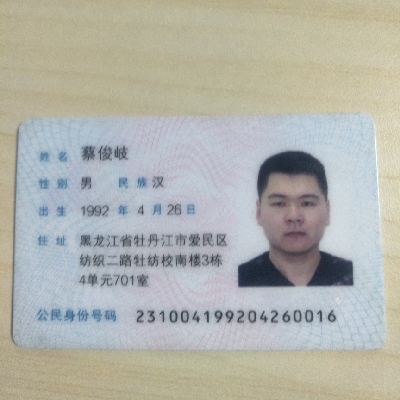 姓名 蔡俊岐
性别 男 民族 汉
出生 1992 年 4 月 26 日
住址 黑龙江省牡丹江市爱民区
纺织二路牡纺校南楼3栋
4单元701室
公民身份号码 231004199204260016